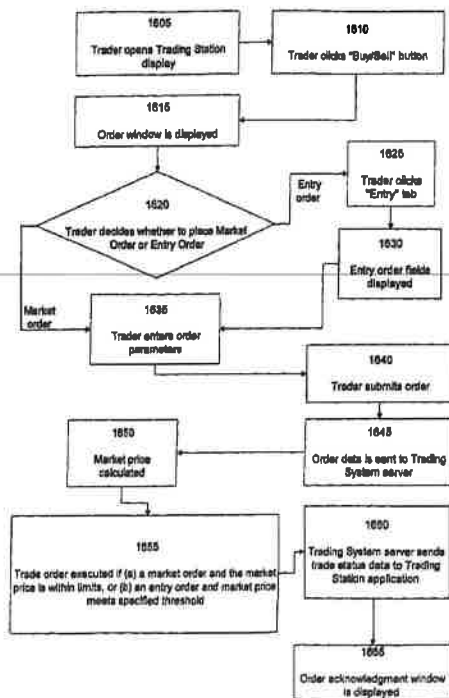 1605
Trader opens Trading Station
display
1610
Trader clicks "Buy/Sell" button
1615
Order window is displayed
1620
Trader decides whether to place Market
Order or Entry Order
Entry
order
1625
Trader clicks
"Entry" tab
1630
Entry order fields
displayed
Market
order
1635
Trader enters order
parameters
1640
Trader submits order
1645
Order data is sent to Trading
System server
1650
Market price
calculated
1655
Trade order executed if (a) a market order and the market
price is within limits, or (b) an entry order and market price
meets specified threshold
1660
Trading System server sends
trade status data to Trading
Station application
1665
Order acknowledgment window
is displayed